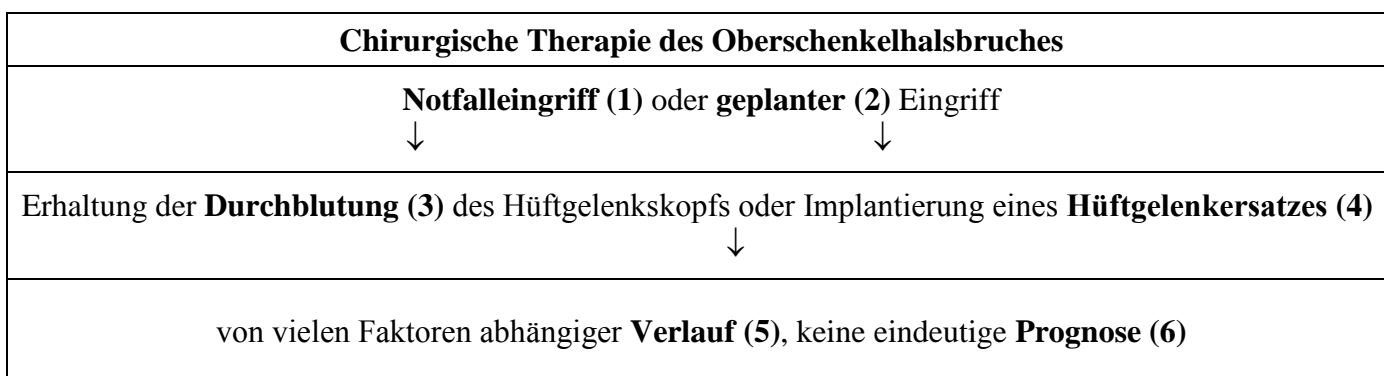 Chirurgische Therapie des Oberschenkelhalsbruches
Notfalleingriff (1) oder geplanter (2) Eingriff
↓ ↓
Erhaltung der Durchblutung (3) des Hüftgelenkskopfs oder Implantierung eines Hüftgelenkersatzes (4)
↓
von vielen Faktoren abhängiger Verlauf (5), keine eindeutige Prognose (6)